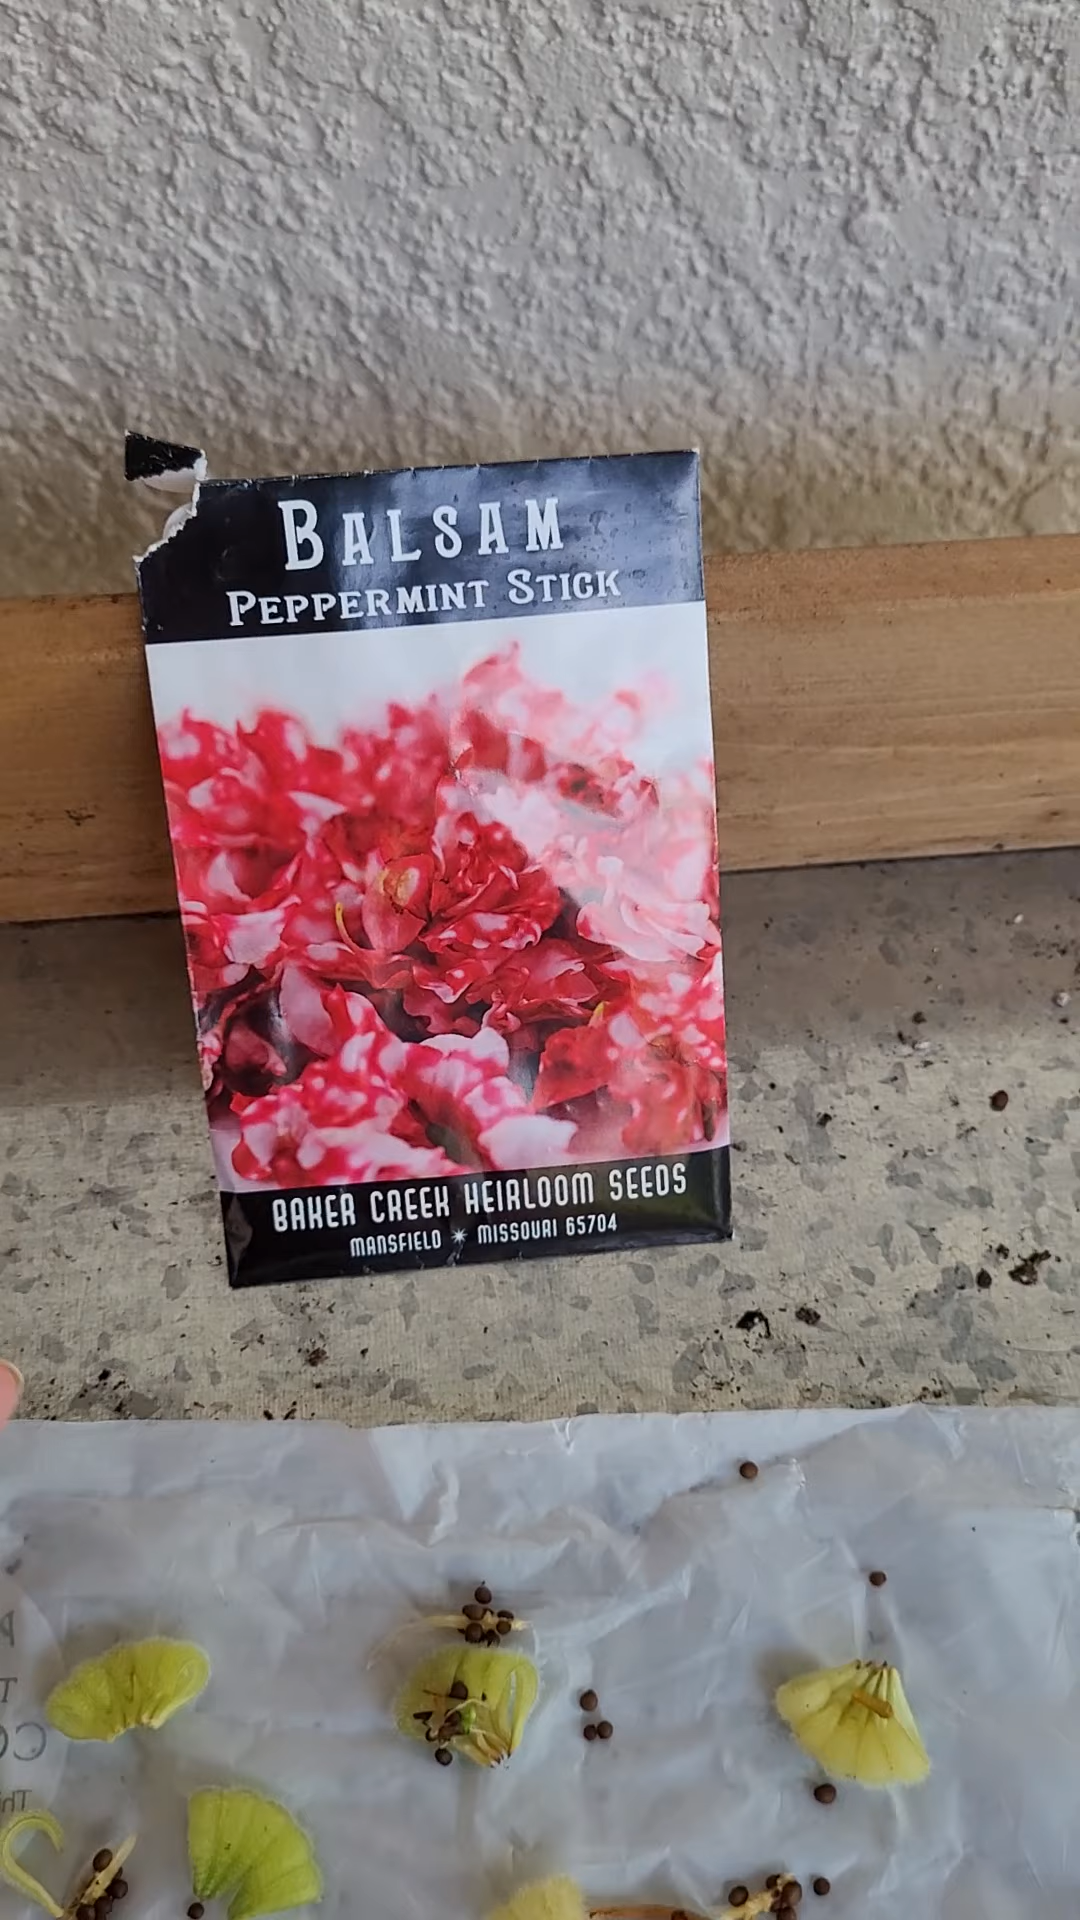 BALSAM
PEPPERMINT STICK
BAKER CREEK HEIRLOOM SEEDS
MANSFIELD ✴ MISSOURI 65704